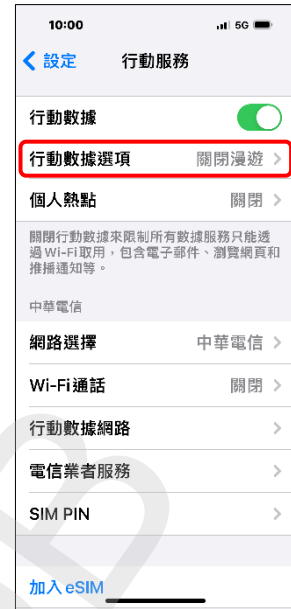 10:00
5G
設定
行動服務
行動數據
行動數據選項 關閉漫遊
個人熱點 關閉
關閉行動數據來限制所有數據服務只能透
過 Wi-Fi 取用，包含電子郵件、瀏覽網頁和
推播通知等。
中華電信
網路選擇 中華電信
Wi-Fi通話 關閉
行動數據網路
電信業者服務
SIM PIN
加入 eSIM